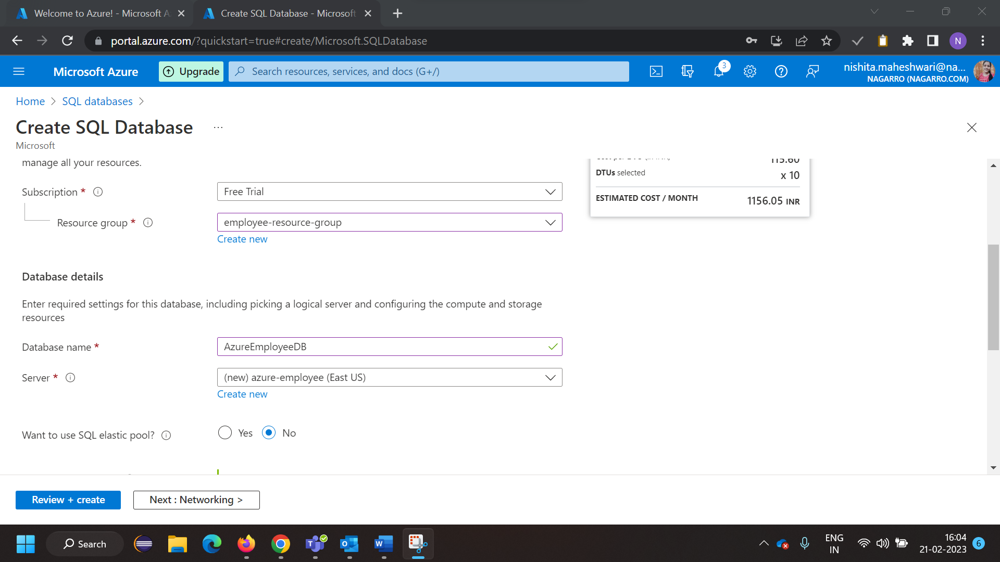 Welcome to Azure! - Microsoft A
Create SQL Database - Microsoft
portal.azure.com/?quickstart=true#create/Microsoft.SQLDatabase
N
Microsoft Azure
Upgrade
Search resources, services, and docs (G+/)
3
nishita.maheshwari@na...
NAGARRO (NAGARRO.COM)
Home > SQL databases >
Create SQL Database ...
Microsoft
manage all your resources.
Subscription *
Free Trial
Resource group *
employee-resource-group
Create new
115.60
DTUs selected
x 10
ESTIMATED COST / MONTH
1156.05 INR
Database details
Enter required settings for this database, including picking a logical server and configuring the compute and storage
resources
Database name *
AzureEmployeeDB
Server *
(new) azure-employee (East US)
Create new
Want to use SQL elastic pool?
Yes
No
Review + create
Next : Networking >
Search
ENG
IN
16:04
21-02-2023
6